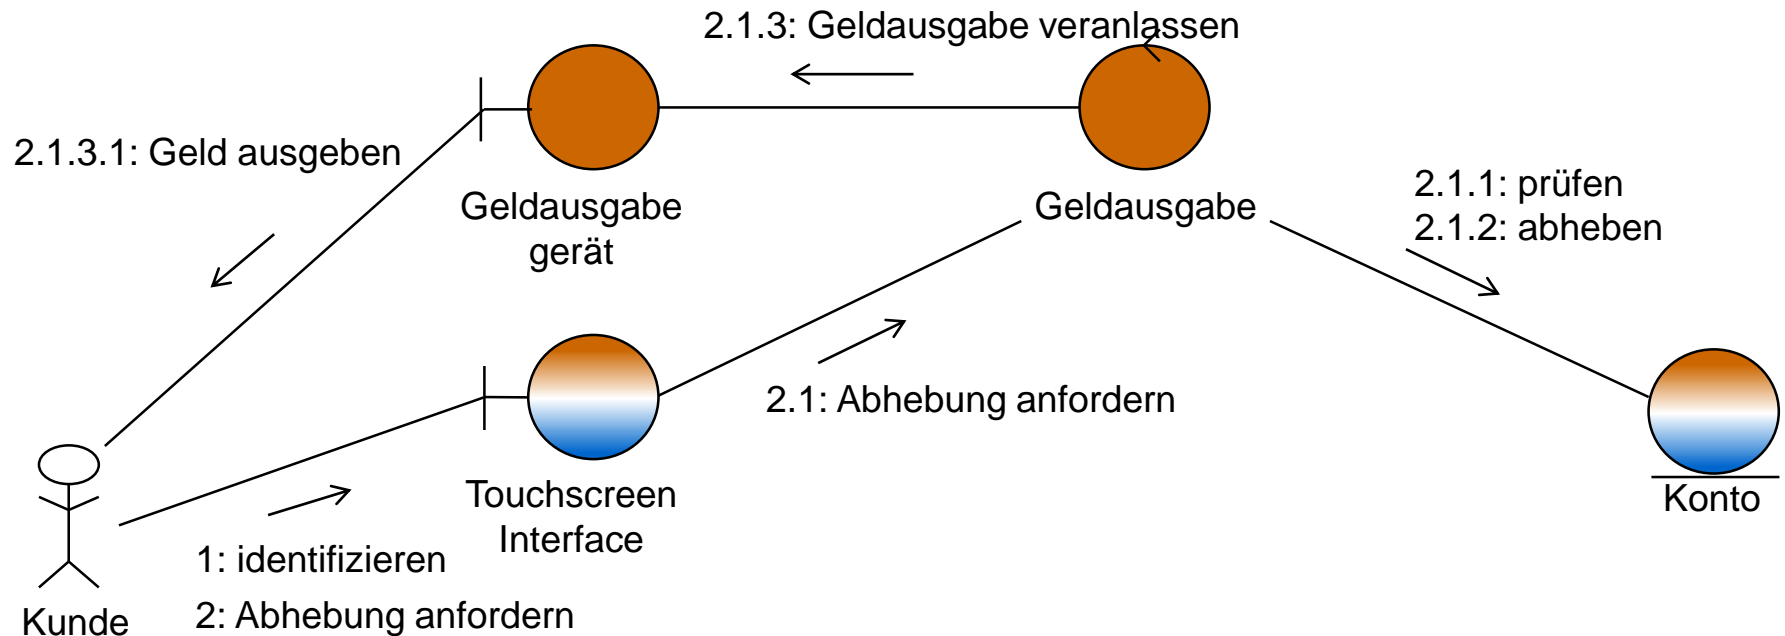 2.1.3: Geldausgabe veranlassen
2.1.3.1: Geld ausgeben
Geldausgabe
gerät
Geldausgabe
2.1.1: prüfen
2.1.2: abheben
2.1: Abhebung anfordern
Touchscreen
Interface
Konto
1: identifizieren
2: Abhebung anfordern
Kunde